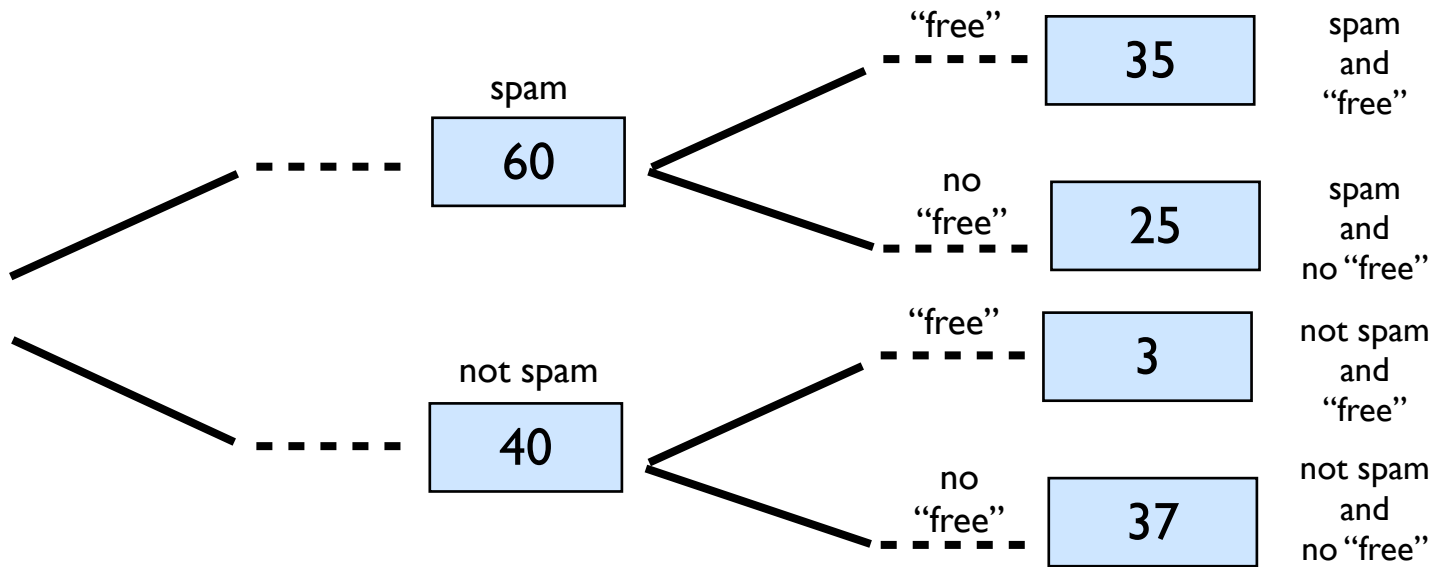 “free”
35
spam
and
“free”
spam
60
no
“free”
25
spam
and
no “free”
“free”
3
not spam
and
“free”
not spam
40
no
“free”
37
not spam
and
no “free”